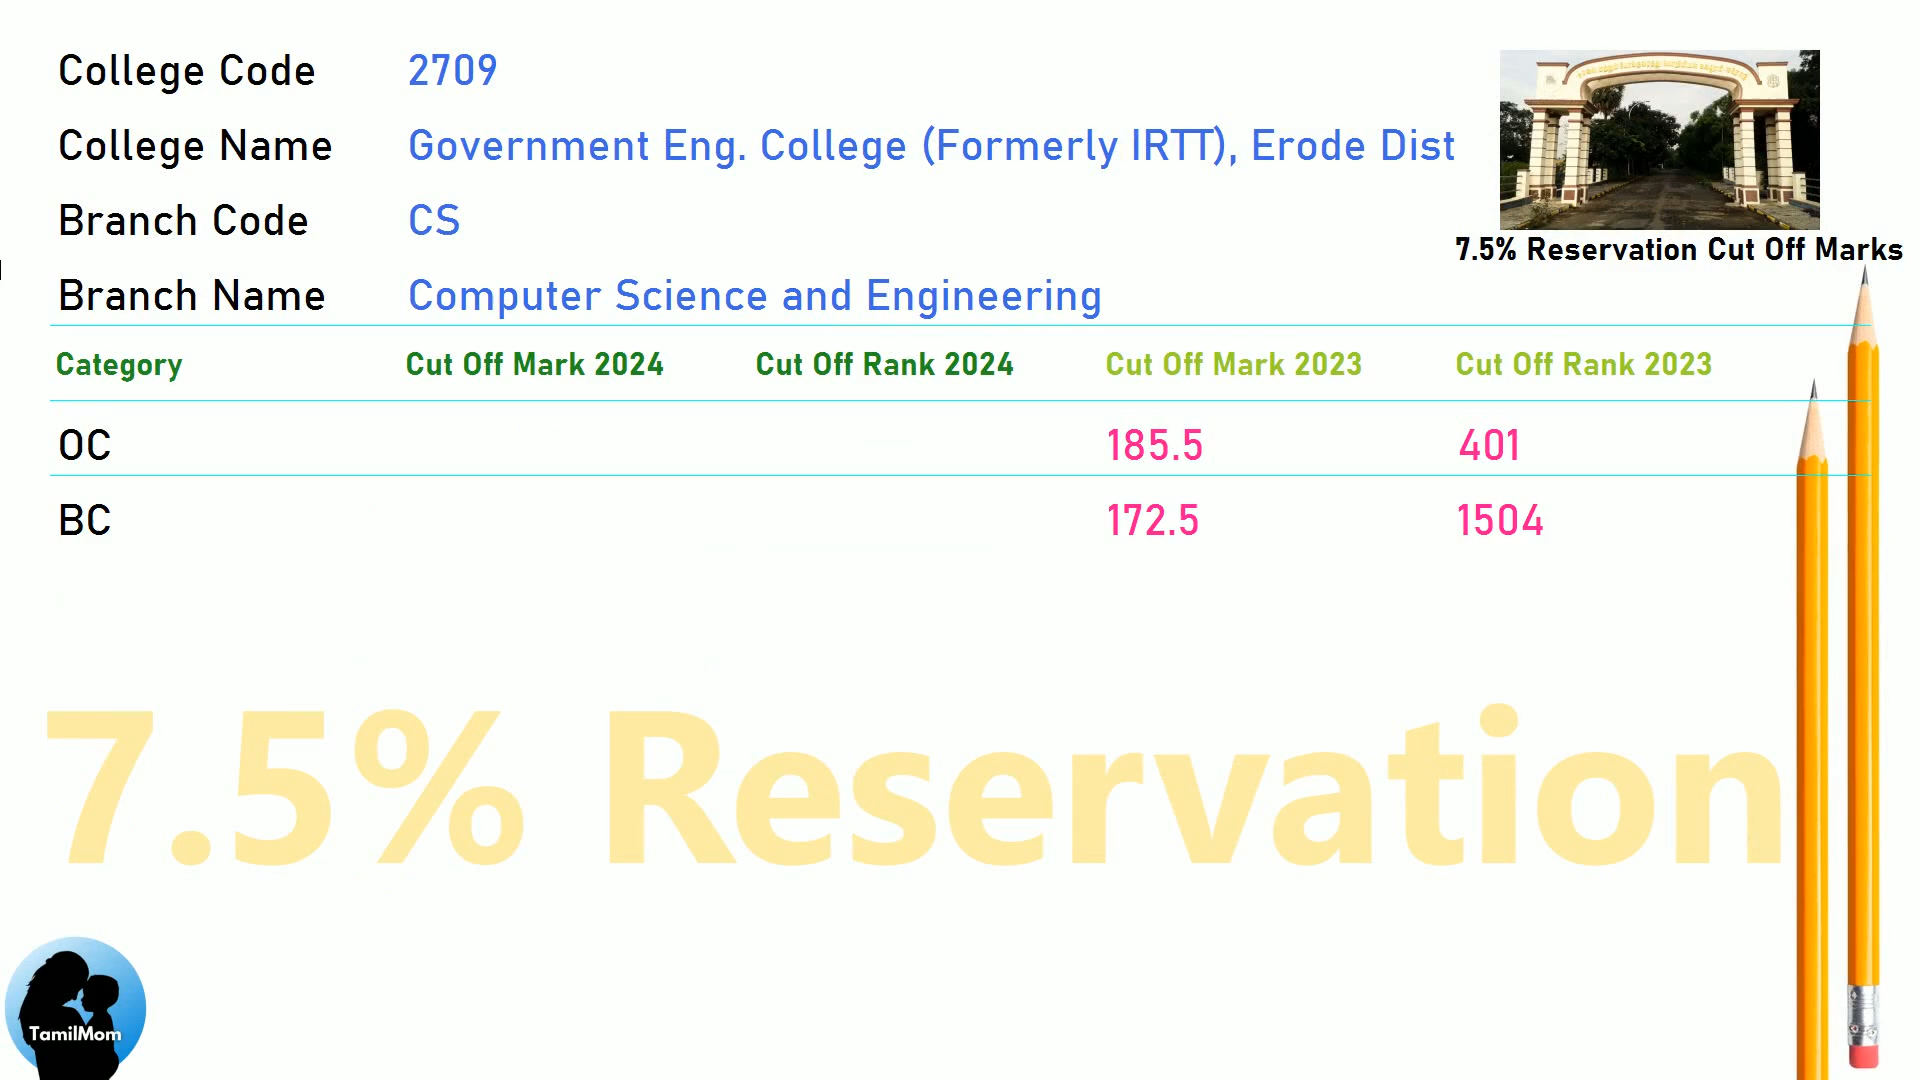 College Code 2709
College Name Government Eng. College (Formerly IRTT), Erode Dist
Branch Code CS
7.5% Reservation Cut Off Marks
Branch Name Computer Science and Engineering
Category Cut Off Mark 2024 Cut Off Rank 2024 Cut Off Mark 2023 Cut Off Rank 2023
OC 185.5 401
BC 172.5 1504
7.5% Reservation
TamilMom